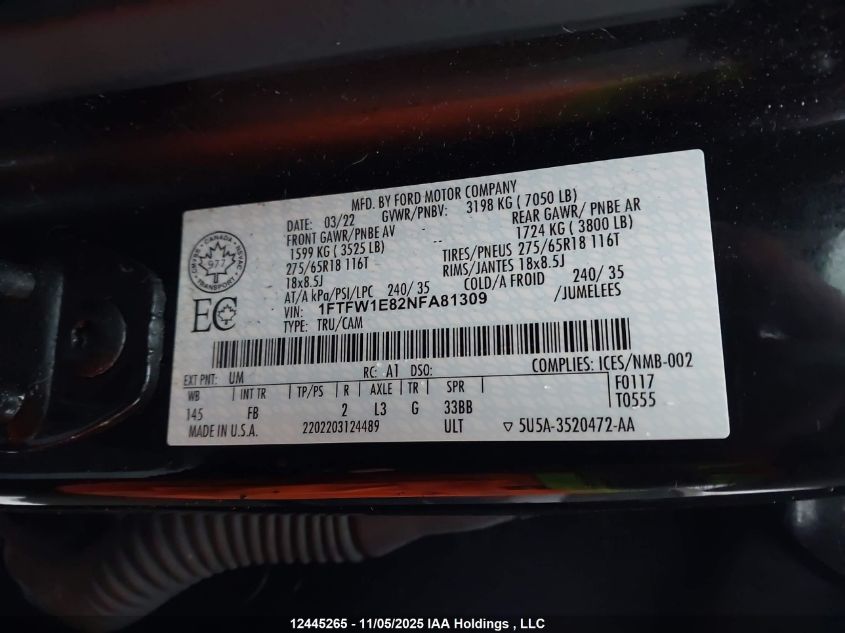 MFD. BY FORD MOTOR COMPANY
DATE: 03/22 GVWR/PNBV: 3198 KG ( 7050 LB)
FRONT GAWR/PNBE AV -- REAR GAWR/ PNBE AR
1599 KG ( 3525 LB) -- 1724 KG ( 3800 LB)
275/65R18 116T TIRES/PNEUS 275/65R18 116T
18x8.5J RIMS/JANTES 18x8.5J
AT/A kPa/PSI/LPC 240/ 35 COLD/A FROID 240/ 35
VIN: 1FTFW1E82NFA81309 /JUMELEES
TYPE: TRU/CAM
CANADA
977
TRANSPORT
EC
EXT PNT: UM RC: A1 DSO: COMPLIES: ICES/NMB-002
WB INT TR TP/PS R AXLE TR SPR F0117
145 FB 2 L3 G 33BB T0555
MADE IN U.S.A. 2202203124489 ULT ▽ 5U5A-3520472-AA
12445265 - 11/05/2025 IAA Holdings , LLC